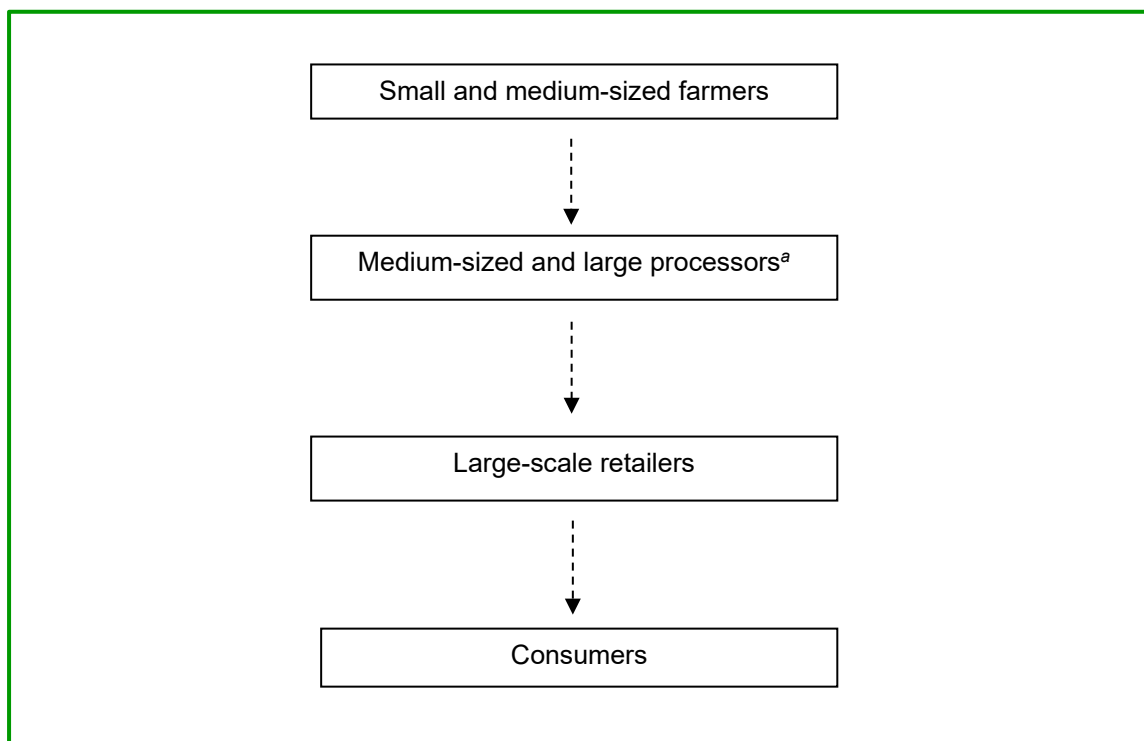 Small and medium-sized farmers
Medium-sized and large processorsᵃ
Large-scale retailers
Consumers